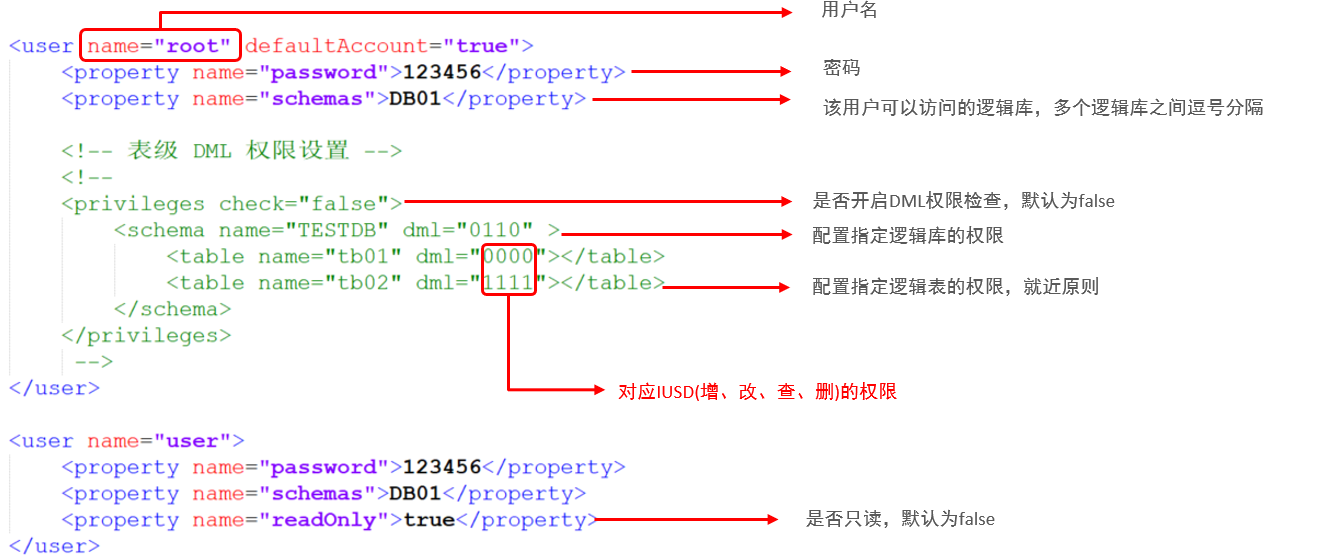 用户名
<user name="root" defaultAccount="true">
<property name="password">123456</property>
密码
<property name="schemas">DB01</property>
该用户可以访问的逻辑库，多个逻辑库之间逗号分隔
<!-- 表级 DML 权限设置 -->
<!--
<privileges check="false">
是否开启DML权限检查，默认为false
<schema name="TESTDB" dml="0110" >
配置指定逻辑库的权限
<table name="tb01" dml="0000"></table>
<table name="tb02" dml="1111"></table>
配置指定逻辑表的权限，就近原则
</schema>
</privileges>
-->
</user>
对应IUSD(增、改、查、删)的权限
<user name="user">
<property name="password">123456</property>
<property name="schemas">DB01</property>
<property name="readOnly">true</property>
是否只读，默认为false
</user>